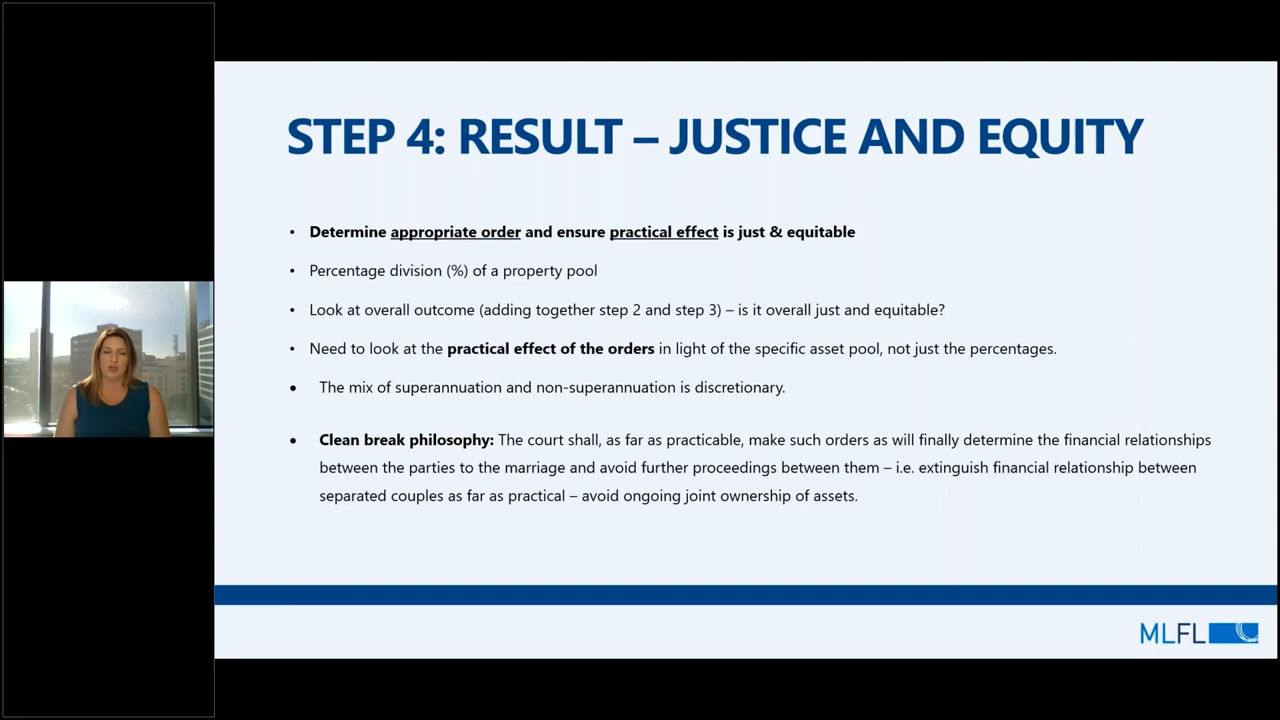 STEP 4: RESULT – JUSTICE AND EQUITY
• Determine appropriate order and ensure practical effect is just & equitable
• Percentage division (%) of a property pool
• Look at overall outcome (adding together step 2 and step 3) – is it overall just and equitable?
• Need to look at the practical effect of the orders in light of the specific asset pool, not just the percentages.
• The mix of superannuation and non-superannuation is discretionary.
• Clean break philosophy: The court shall, as far as practicable, make such orders as will finally determine the financial relationships
between the parties to the marriage and avoid further proceedings between them – i.e. extinguish financial relationship between
separated couples as far as practical – avoid ongoing joint ownership of assets.
MLFL